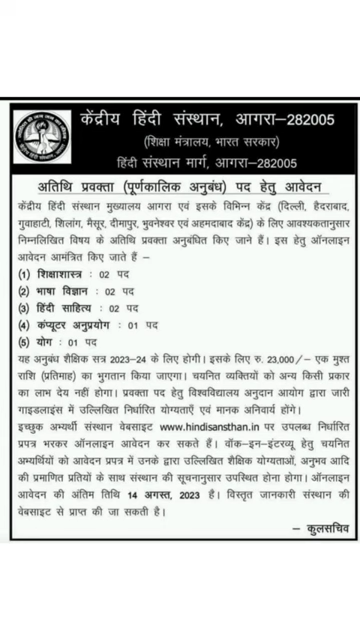 केंद्रीय हिंदी संस्थान, आगरा–282005
(शिक्षा मंत्रालय, भारत सरकार)
हिंदी संस्थान मार्ग, आगरा–282005
अतिथि प्रवक्ता (पूर्णकालिक अनुबंध) पद हेतु आवेदन
केंद्रीय हिंदी संस्थान मुख्यालय आगरा एवं इसके विभिन्न केंद्र (दिल्ली, हैदराबाद,
गुवाहाटी, शिलांग, मैसूर, दीमापुर, भुवनेश्वर एवं अहमदाबाद केंद्र) के लिए आवश्यकतानुसार
निम्नलिखित विषय के अतिथि प्रवक्ता अनुबंधित किए जाने हैं। इस हेतु ऑनलाइन
आवेदन आमंत्रित किए जाते हैं –
(1) शिक्षाशास्त्र : 02 पद
(2) भाषा विज्ञान : 02 पद
(3) हिंदी साहित्य : 02 पद
(4) कंप्यूटर अनुप्रयोग : 01 पद
(5) योग : 01 पद
यह अनुबंध शैक्षिक सत्र 2023-24 के लिए होगी। इसके लिए रु. 23,000/– एक मुश्त
राशि (प्रतिमाह) का भुगतान किया जाएगा। चयनित व्यक्तियों को अन्य किसी प्रकार
का लाभ देय नहीं होगा। प्रवक्ता पद हेतु विश्वविद्यालय अनुदान आयोग द्वारा जारी
गाइडलाइंस में उल्लिखित निर्धारित योग्यताएँ एवं मानक अनिवार्य होंगे।
इच्छुक अभ्यर्थी संस्थान वेबसाइट www.hindisansthan.in पर उपलब्ध निर्धारित
प्रपत्र भरकर ऑनलाइन आवेदन कर सकते हैं। वॉक-इन-इंटरव्यू हेतु चयनित
अभ्यर्थियों को आवेदन प्रपत्र में उनके द्वारा उल्लिखित शैक्षिक योग्यताओं, अनुभव आदि
की प्रमाणित प्रतियों के साथ संस्थान की सूचनानुसार उपस्थित होना होगा। ऑनलाइन
आवेदन की अंतिम तिथि 14 अगस्त, 2023 है। विस्तृत जानकारी संस्थान की
वेबसाइट से प्राप्त की जा सकती है।
– कुलसचिव